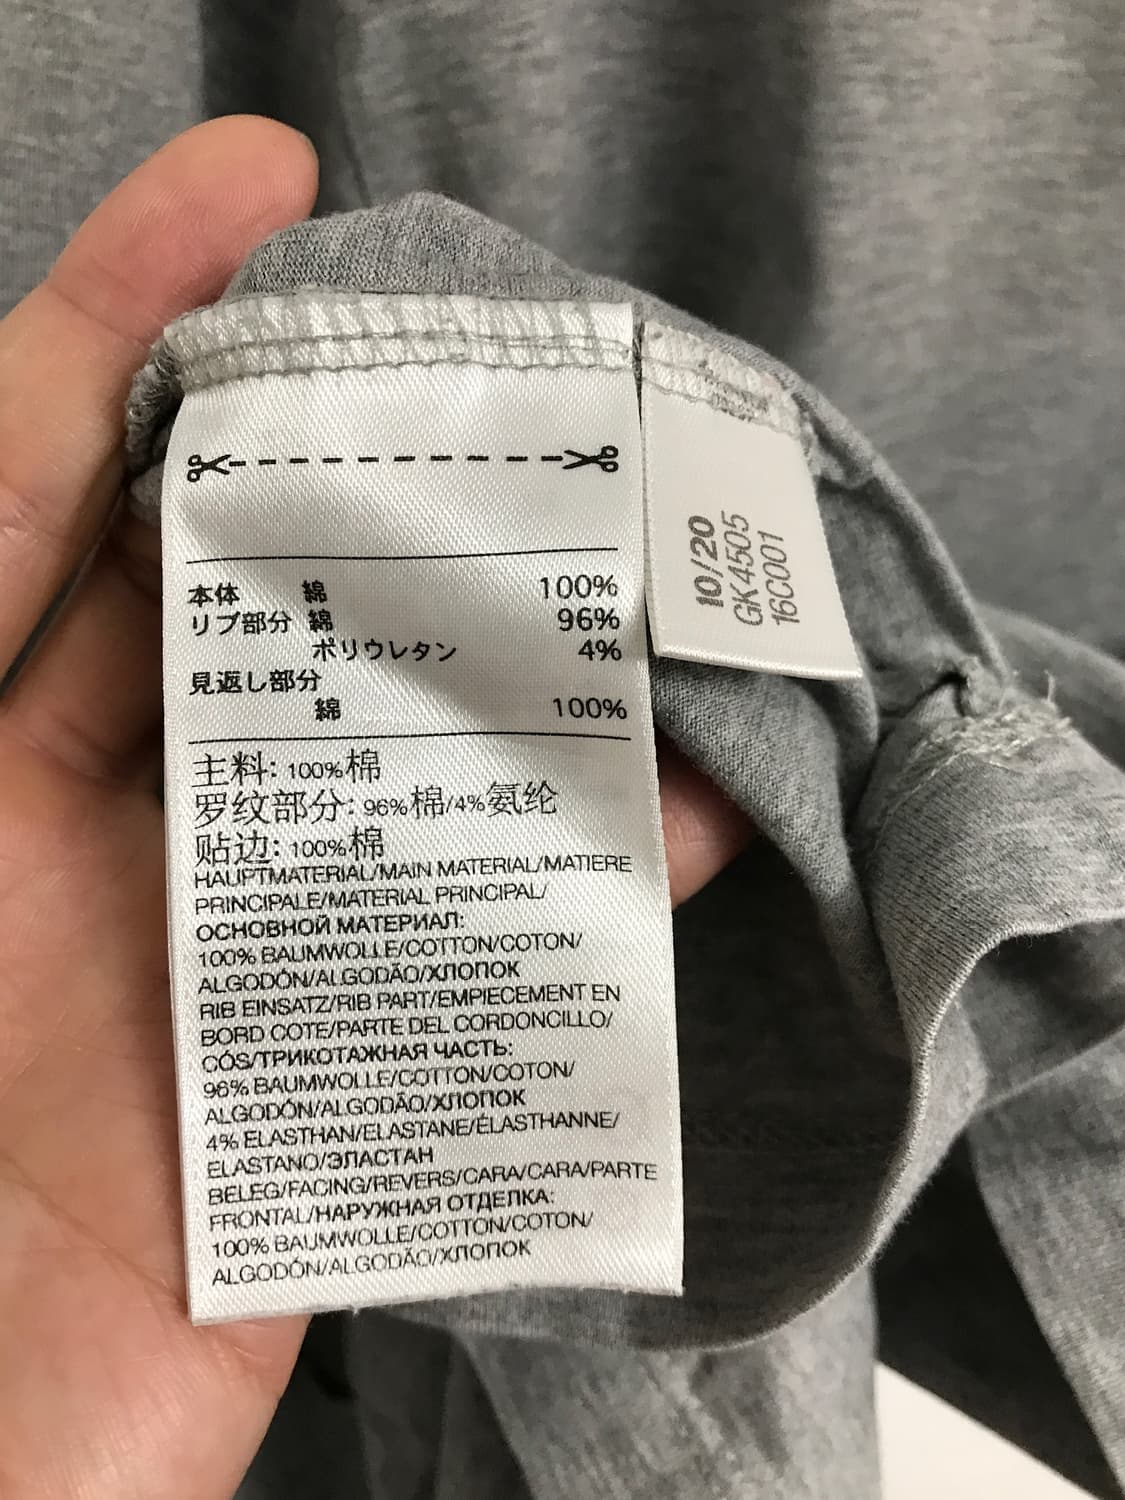 本体 綿 100%
リブ部分 綿 96%
ポリウレタン 4%
見返し部分
綿 100%
主料: 100%棉
罗纹部分: 96%棉/4%氨纶
贴边: 100%棉
HAUPTMATERIAL/MAIN MATERIAL/MATIERE
PRINCIPALE/MATERIAL PRINCIPAL/
ОСНОВНОЙ МАТЕРИАЛ:
100% BAUMWOLLE/COTTON/COTON/
ALGODÓN/ALGODÃO/ХЛОПОК
RIB EINSATZ/RIB PART/EMPIECEMENT EN
BORD COTE/PARTE DEL CORDONCILLO/
CÓS/ТРИКОТАЖНАЯ ЧАСТЬ:
96% BAUMWOLLE/COTTON/COTON/
ALGODÓN/ALGODÃO/ХЛОПОК
4% ELASTHAN/ELASTANE/ÉLASTHANNE/
ELASTANO/ЭЛАСТАН
BELEG/FACING/REVERS/CARA/CARA/PARTE
FRONTAL/НАРУЖНАЯ ОТДЕЛКА:
100% BAUMWOLLE/COTTON/COTON/
ALGODÓN/ALGODÃO/ХЛОПОК
10/20
GK4505
16C001